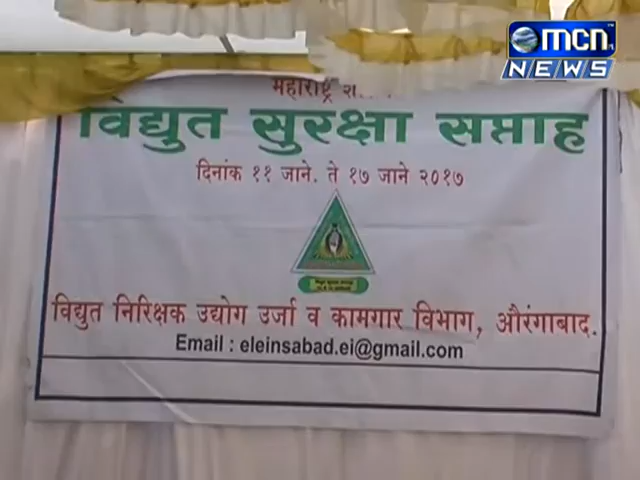 mcn
NEWS
महाराष्ट्र
विद्युत सुरक्षा सप्ताह
दिनांक ११ जाने. ते १७ जाने २०१७
विद्युत निरिक्षक उद्योग उर्जा व कामगार विभाग, औरंगाबाद.
Email : eleinsabad.ei@gmail.com